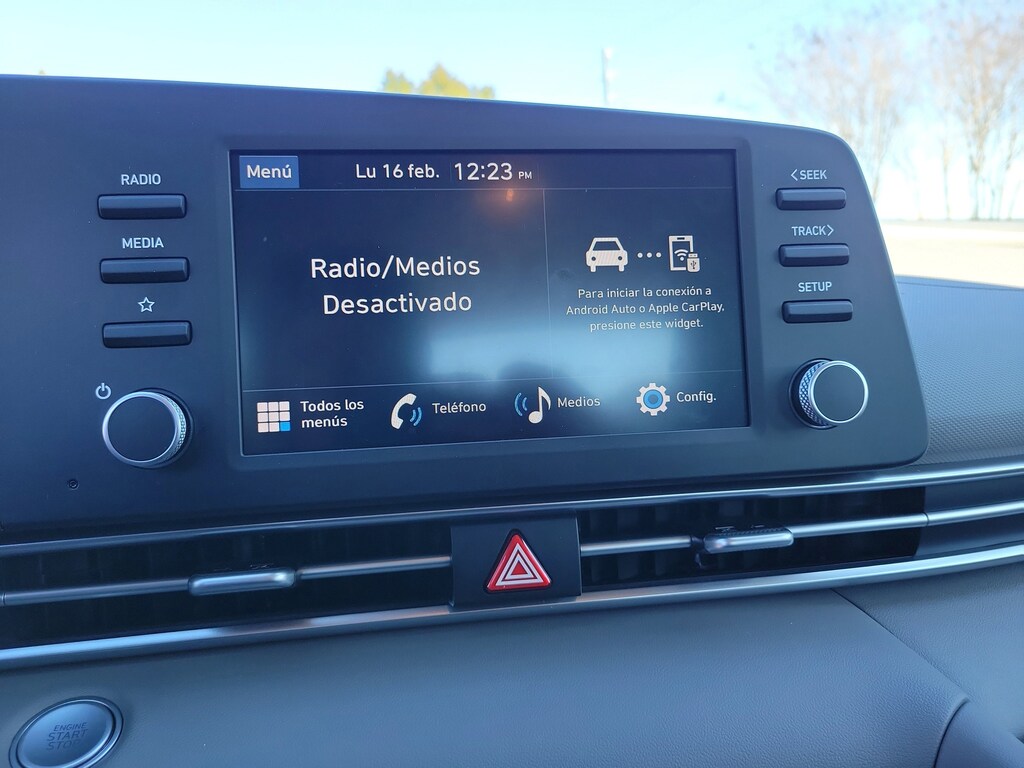 RADIO
MEDIA
Menú
Lu 16 feb. 12:23 PM
Radio/Medios
Desactivado
Para iniciar la conexión a
Android Auto o Apple CarPlay,
presione este widget.
Todos los
menús
Teléfono
Medios
Config.
<SEEK
TRACK>
SETUP
ENGINE
START
STOP